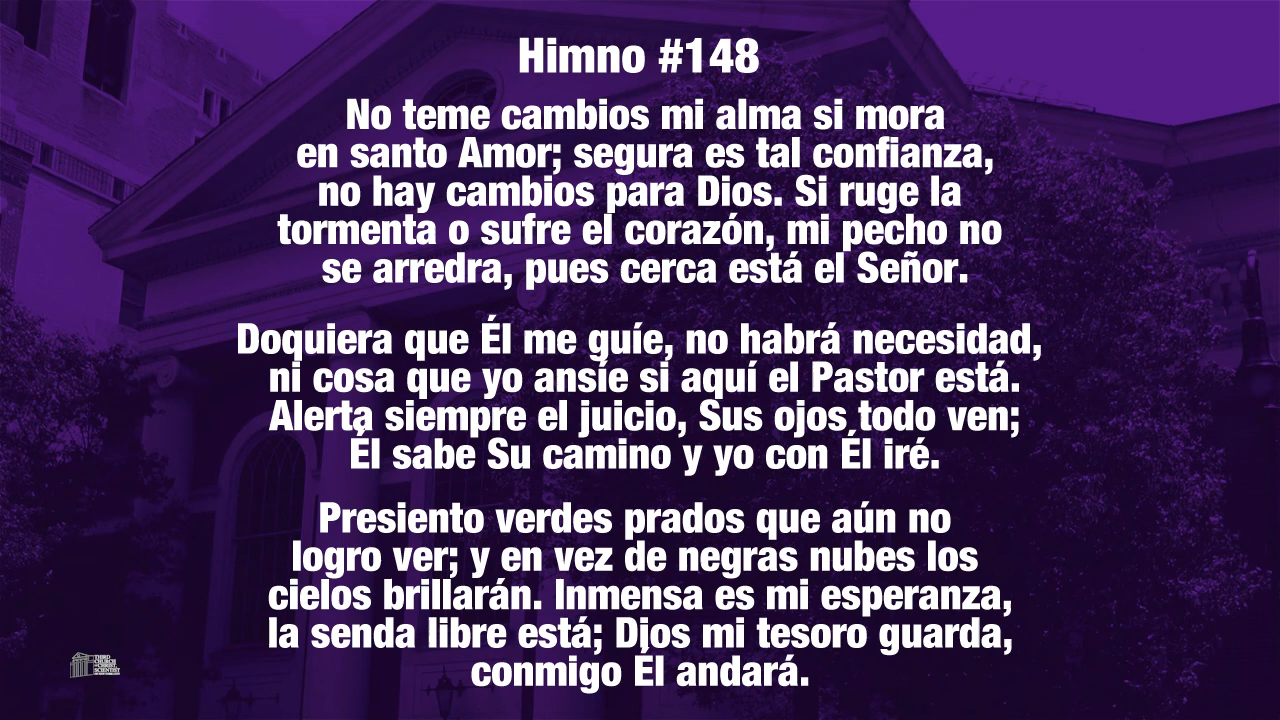 Himno #148
No teme cambios mi alma si mora
en santo Amor; segura es tal confianza,
no hay cambios para Dios. Si ruge la
tormenta o sufre el corazón, mi pecho no
se arredra, pues cerca está el Señor.
Doquiera que Él me guíe, no habrá necesidad,
ni cosa que yo ansíe si aquí el Pastor está.
Alerta siempre el juicio, Sus ojos todo ven;
Él sabe Su camino y yo con Él iré.
Presiento verdes prados que aún no
logro ver; y en vez de negras nubes los
cielos brillarán. Inmensa es mi esperanza,
la senda libre está; Dios mi tesoro guarda,
conmigo Él andará.
THIRD
CHURCH
CHRIST
SCIENTIST